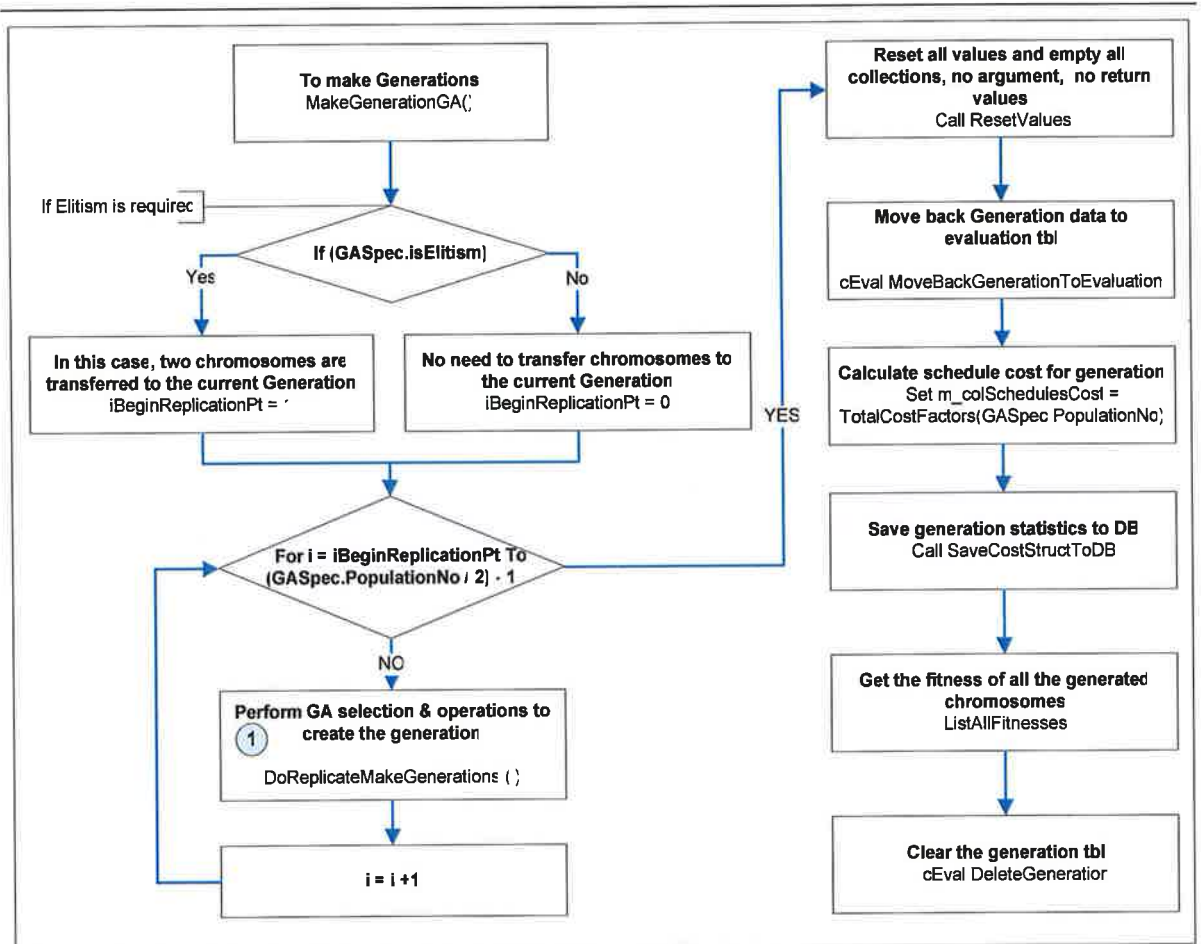 To make Generations
MakeGenerationGA()
If Elitism is required
If (GASpec.isElitism)
Yes
No
In this case, two chromosomes are
transferred to the current Generation
iBeginReplicationPt =
No need to transfer chromosomes to
the current Generation
iBeginReplicationPt = 0
For i = iBeginReplicationPt To
(GASpec.PopulationNo / 2) - 1
NO
Perform GA selection & operations to
1
create the generation
DoReplicateMakeGenerations ( )
i = i +1
YES
Reset all values and empty all
collections, no argument, no return
values
Call ResetValues
Move back Generation data to
evaluation tbl
cEval MoveBackGenerationToEvaluation
Calculate schedule cost for generation
Set m_colSchedulesCost =
TotalCostFactors(GASpec PopulationNo)
Save generation statistics to DB
Call SaveCostStructToDB
Get the fitness of all the generated
chromosomes
ListAllFitnesses
Clear the generation tbl
cEval DeleteGeneration